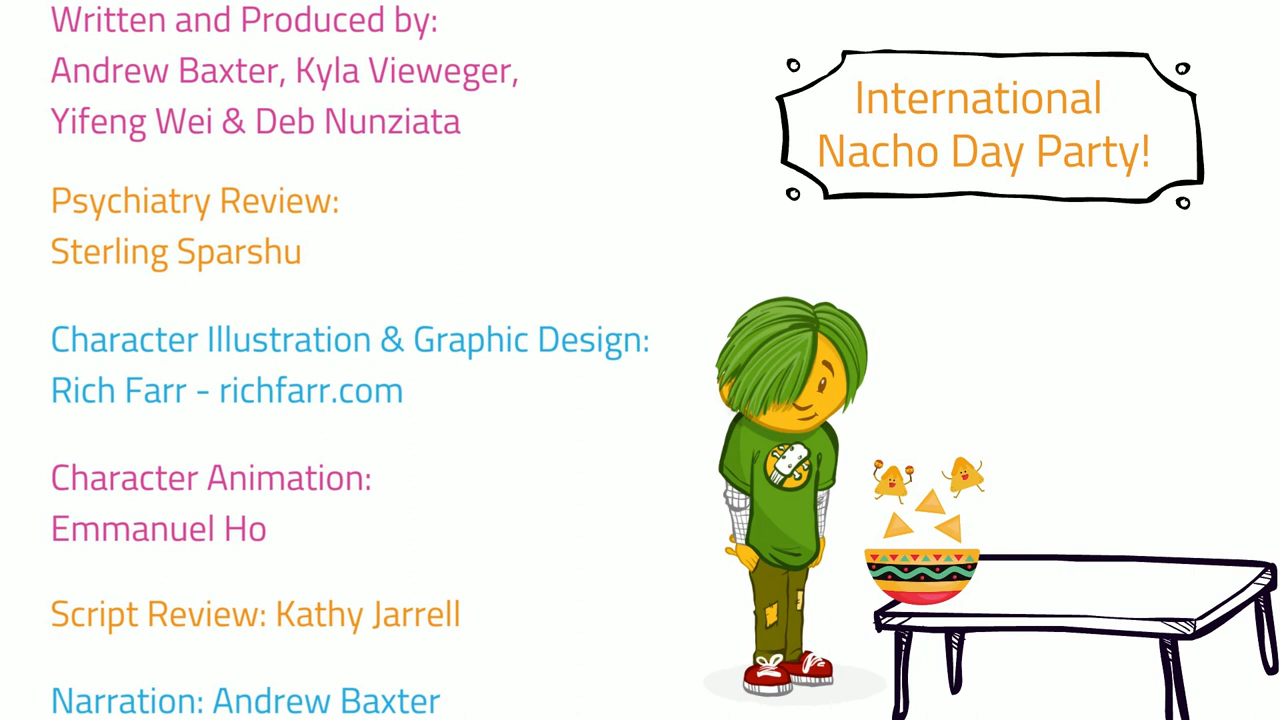 Written and Produced by:
Andrew Baxter, Kyla Vieweger,
Yifeng Wei & Deb Nunziata
Psychiatry Review:
Sterling Sparshu
Character Illustration & Graphic Design:
Rich Farr - richfarr.com
Character Animation:
Emmanuel Ho
Script Review: Kathy Jarrell
Narration: Andrew Baxter
International
Nacho Day Party!